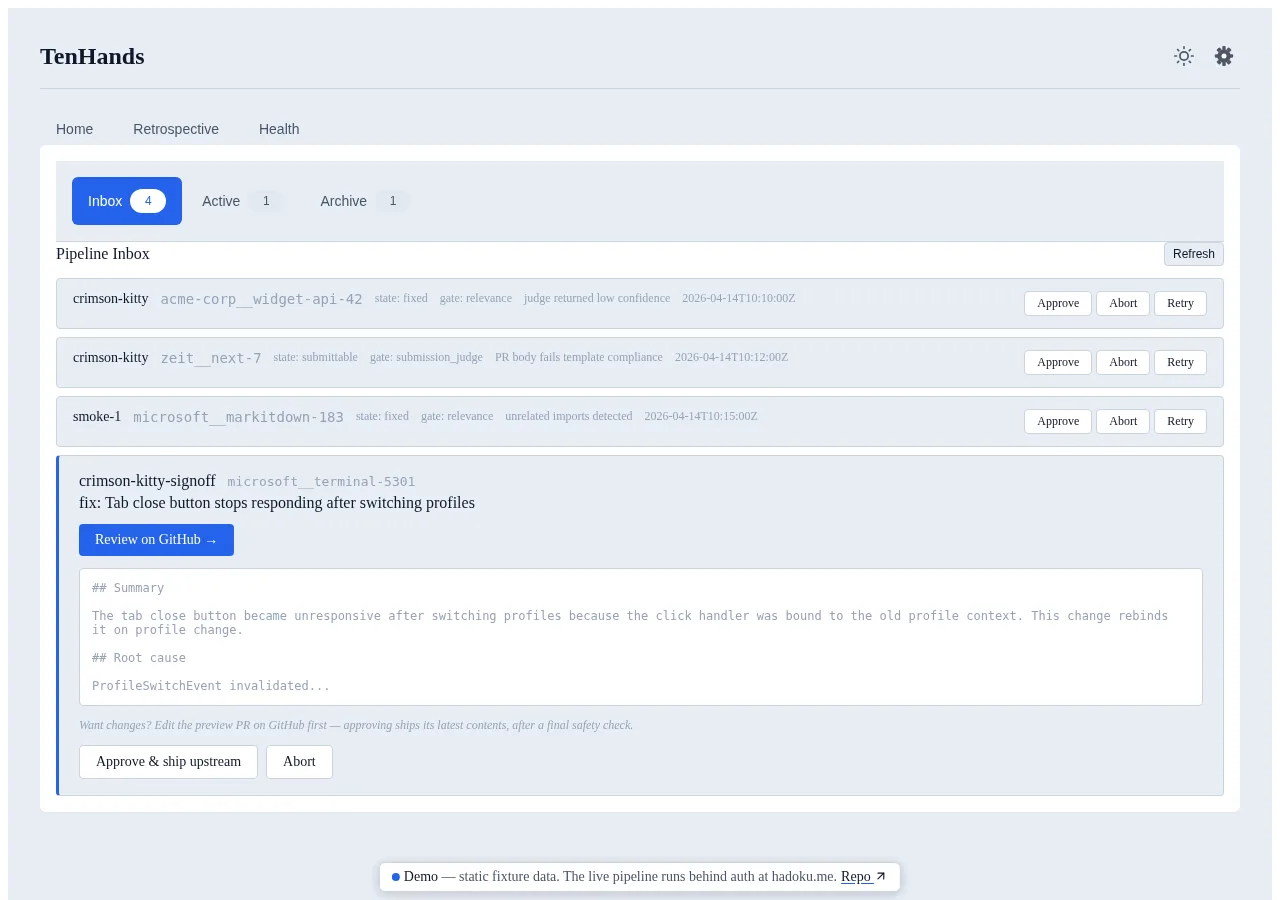 TenHands
Home Retrospective Health
Inbox 4 Active 1 Archive 1
Pipeline Inbox Refresh
crimson-kitty acme-corp__widget-api-42 state: fixed gate: relevance judge returned low confidence 2026-04-14T10:10:00Z Approve Abort Retry
crimson-kitty zeit__next-7 state: submittable gate: submission_judge PR body fails template compliance 2026-04-14T10:12:00Z Approve Abort Retry
smoke-1 microsoft__markitdown-183 state: fixed gate: relevance unrelated imports detected 2026-04-14T10:15:00Z Approve Abort Retry
crimson-kitty-signoff microsoft__terminal-5301
fix: Tab close button stops responding after switching profiles
Review on GitHub →
## Summary
The tab close button became unresponsive after switching profiles because the click handler was bound to the old profile context. This change rebinds
it on profile change.
## Root cause
ProfileSwitchEvent invalidated...
Want changes? Edit the preview PR on GitHub first — approving ships its latest contents, after a final safety check.
Approve & ship upstream Abort
Demo — static fixture data. The live pipeline runs behind auth at hadoku.me. Repo